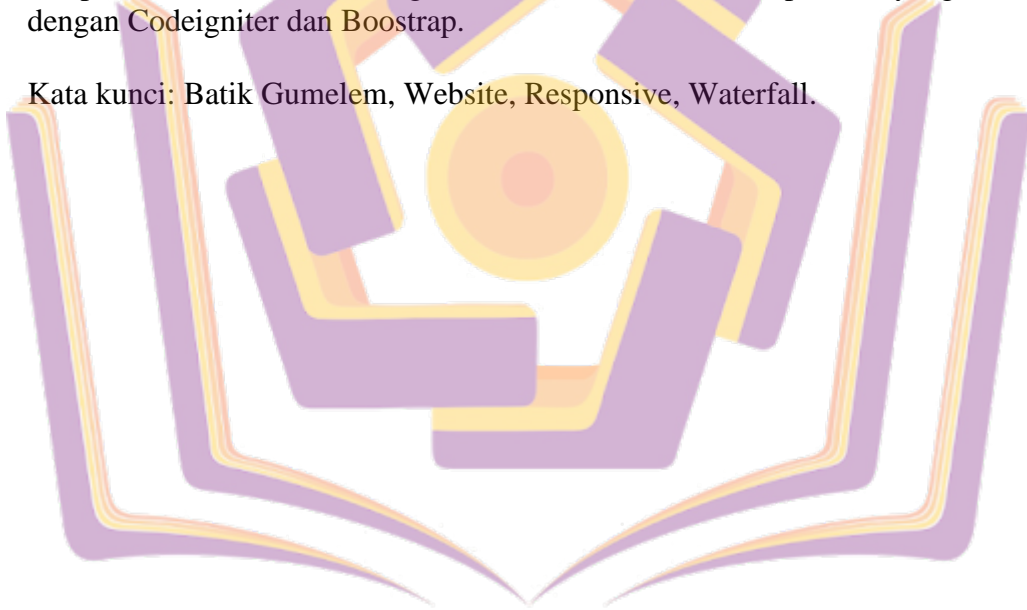 dengan Codeigniter dan Boostrap.
Kata kunci: Batik Gumelem, Website, Responsive, Waterfall.